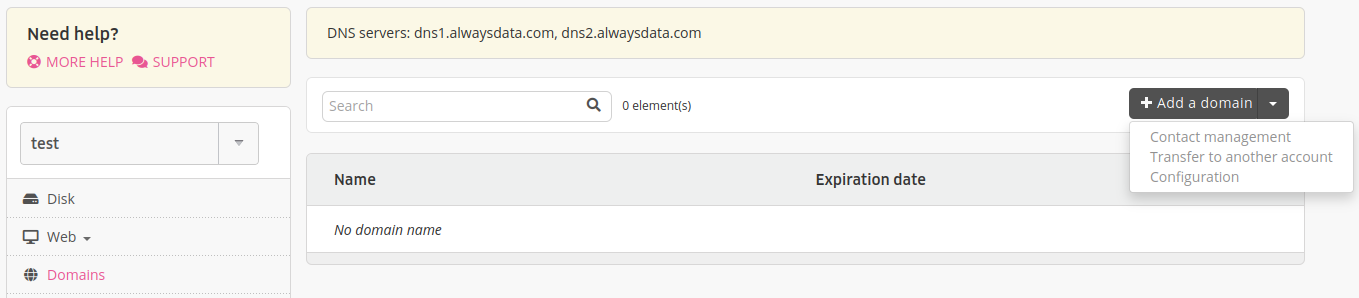 Need help?
MORE HELP SUPPORT
test
Disk
Web
Domains
DNS servers: dns1.alwaysdata.com, dns2.alwaysdata.com
Search 0 element(s) Add a domain
Contact management
Transfer to another account
Configuration
Name Expiration date
No domain name